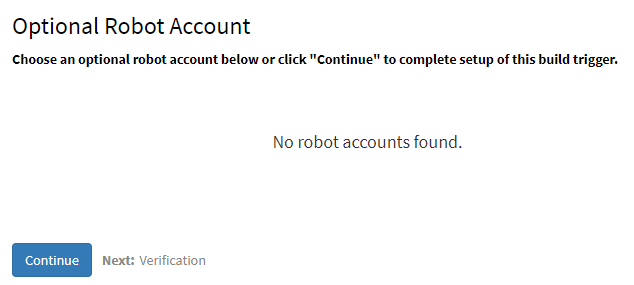 Optional Robot Account
Choose an optional robot account below or click "Continue" to complete setup of this build trigger.
No robot accounts found.
Continue Next: Verification